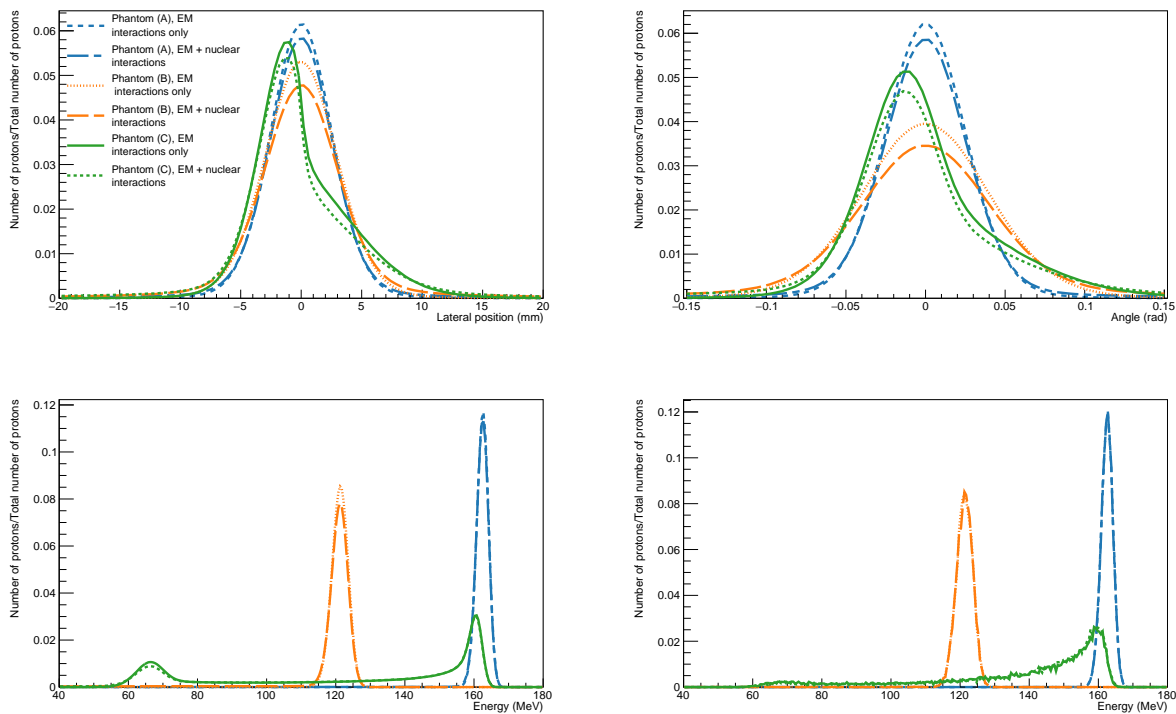 Number of protons/Total number of protons
0.06
0.05
0.04
0.03
0.02
0.01
0
Phantom (A), EM
interactions only
Phantom (A), EM + nuclear
interactions
Phantom (B), EM
interactions only
Phantom (B), EM + nuclear
interactions
Phantom (C), EM
interactions only
Phantom (C), EM + nuclear
interactions
−20 −15 −10 −5 0 5 10 15 20
Lateral position (mm)
Number of protons/Total number of protons
0.06
0.05
0.04
0.03
0.02
0.01
0
−0.15 −0.1 −0.05 0 0.05 0.1 0.15
Angle (rad)
Number of protons/Total number of protons
0.12
0.1
0.08
0.06
0.04
0.02
0
40 60 80 100 120 140 160 180
Energy (MeV)
Number of protons/Total number of protons
0.12
0.1
0.08
0.06
0.04
0.02
0
40 60 80 100 120 140 160 180
Energy (MeV)